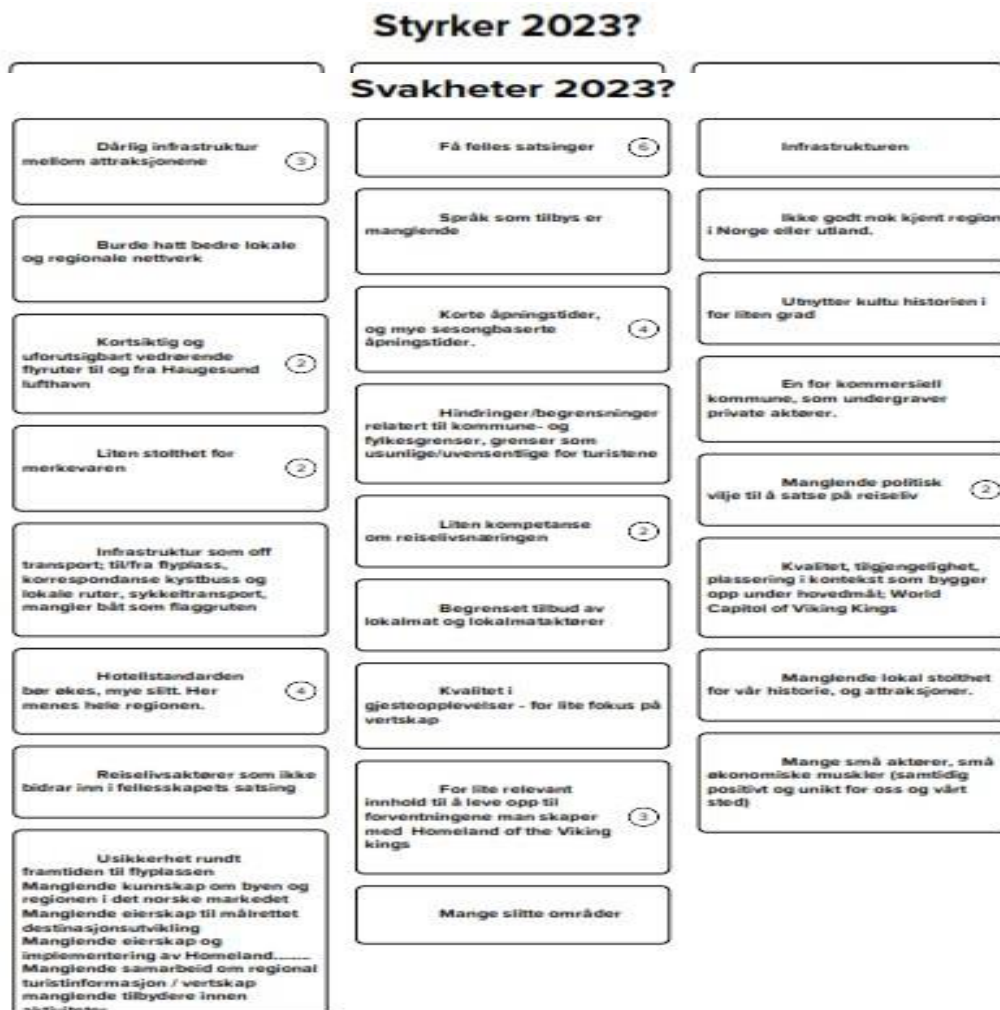 Styrker 2023?
Svakheter 2023?
Dårlig infrastruktur
mellom attraksjonene
3
Burde hatt bedre lokale
og regionale nettverk
Kortsiktig og
uforutsigbart vedrørende
flyruter til og fra Haugesund
lufthavn
2
Liten stolthet for
merkevaren
2
Infrastruktur som off
transport; til/fra flyplass,
korrespondanse kystbuss og
lokale ruter, sykkeltransport,
mangler båt som flaggruten
Hotellstandarden
bør økes, mye slitt. Her
menes hele regionen.
4
Reiselivsaktører som ikke
bidrar inn i fellesskapets satsing
Usikkerhet rundt
framtiden til flyplassen
Manglende kunnskap om byen og
regionen i det norske markedet
Manglende eierskap til målrettet
destinasjonsutvikling
Manglende eierskap og
implementering av Homeland.......
Manglende samarbeid om regional
turistinformasjon / vertskap
manglende tilbydere innen
aktiviteter
Få felles satsinger
6
Språk som tilbys er
manglende
Korte åpningstider,
og mye sesongbaserte
åpningstider.
4
Hindringer/begrensninger
relatert til kommune- og
fylkesgrenser, grenser som
usunlige/uvensentlige for turistene
Liten kompetanse
om reiselivsnæringen
2
Begrenset tilbud av
lokalmat og lokalmataktører
Kvalitet i
gjesteopplevelser - for lite fokus på
vertskap
For lite relevant
innhold til å leve opp til
forventningene man skaper
med Homeland of the Viking
kings
3
Mange slitte områder
Infrastrukturen
Ikke godt nok kjent region
i Norge eller utland.
Utnytter kultu historien i
for liten grad
En for kommersiell
kommune, som undergraver
private aktører.
Manglende politisk
vilje til å satse på reiseliv
2
Kvalitet, tilgjengelighet,
plassering i kontekst som bygger
opp under hovedmål; World
Capitol of Viking Kings
Manglende lokal stolthet
for vår historie, og attraksjoner.
Mange små aktører, små
økonomiske muskler (samtidig
positivt og unikt for oss og vårt
sted)